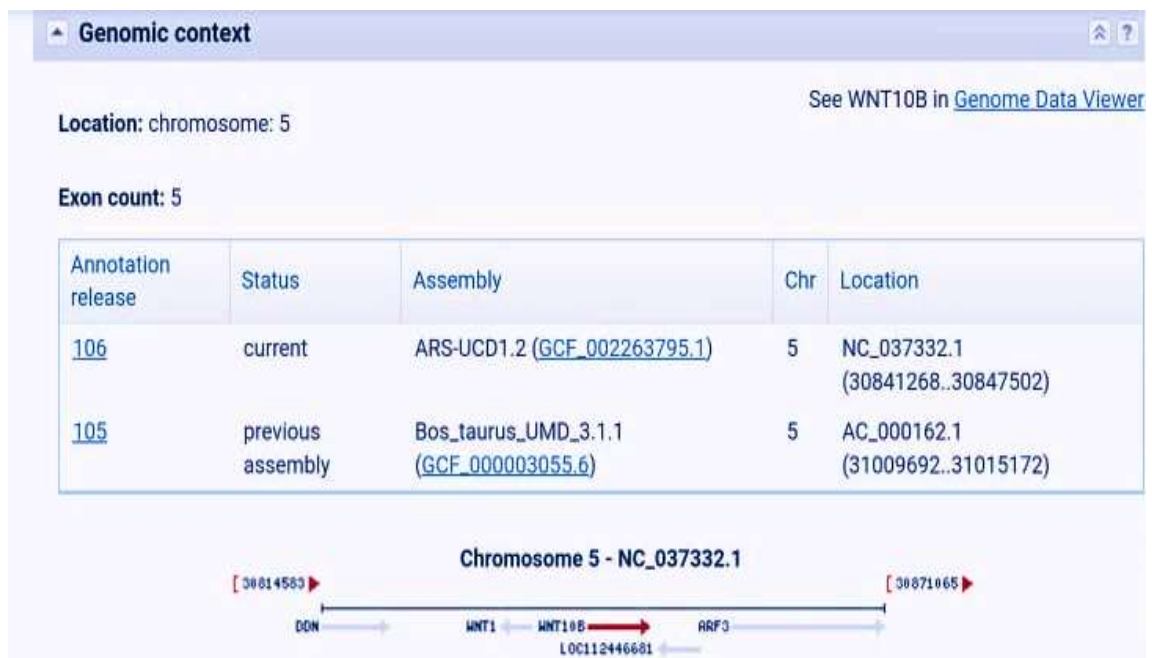 Genomic context
?
See WNT10B in Genome Data Viewer
Location: chromosome: 5
Exon count: 5
Annotation release Status Assembly Chr Location
106 current ARS-UCD1.2 (GCF_002263795.1) 5 NC_037332.1
(30841268..30847502)
105 previous assembly Bos_taurus_UMD_3.1.1 (GCF_000003055.6) 5 AC_000162.1
(31009692..31015172)
Chromosome 5 - NC_037332.1
[ 30814583 [ 30871065
DDN WNT1 WNT10B ARF3
LOC112446681